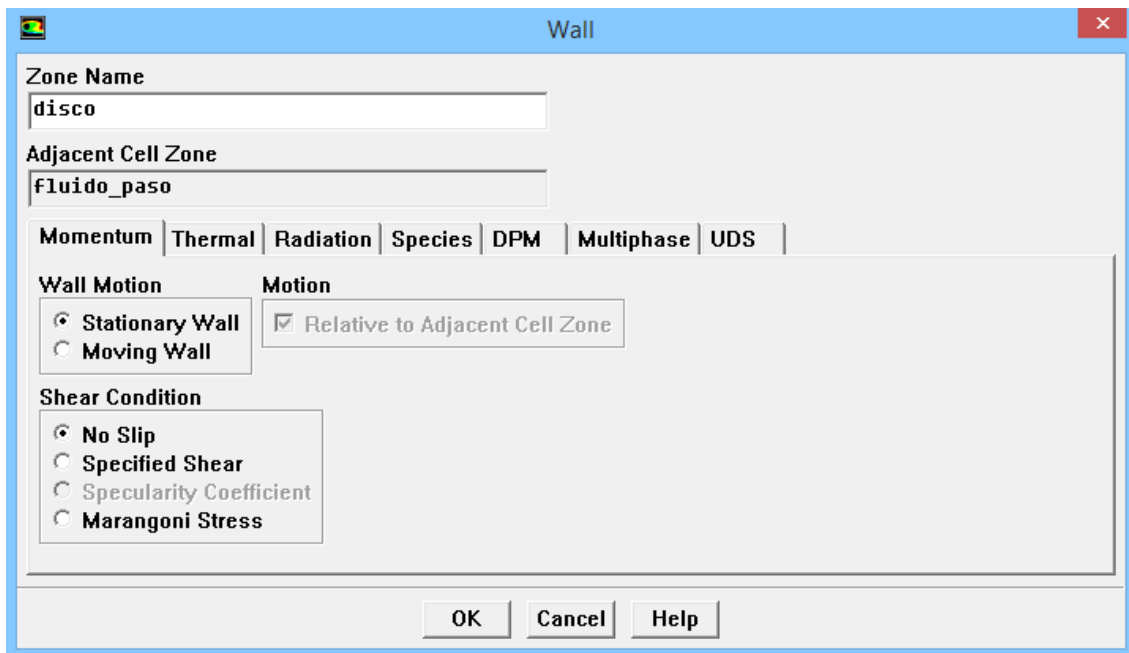 Wall
Zone Name
disco
Adjacent Cell Zone
fluido_paso
Momentum Thermal Radiation Species DPM Multiphase UDS
Wall Motion Motion
Stationary Wall Relative to Adjacent Cell Zone
Moving Wall
Shear Condition
No Slip
Specified Shear
Specularity Coefficient
Marangoni Stress
OK Cancel Help